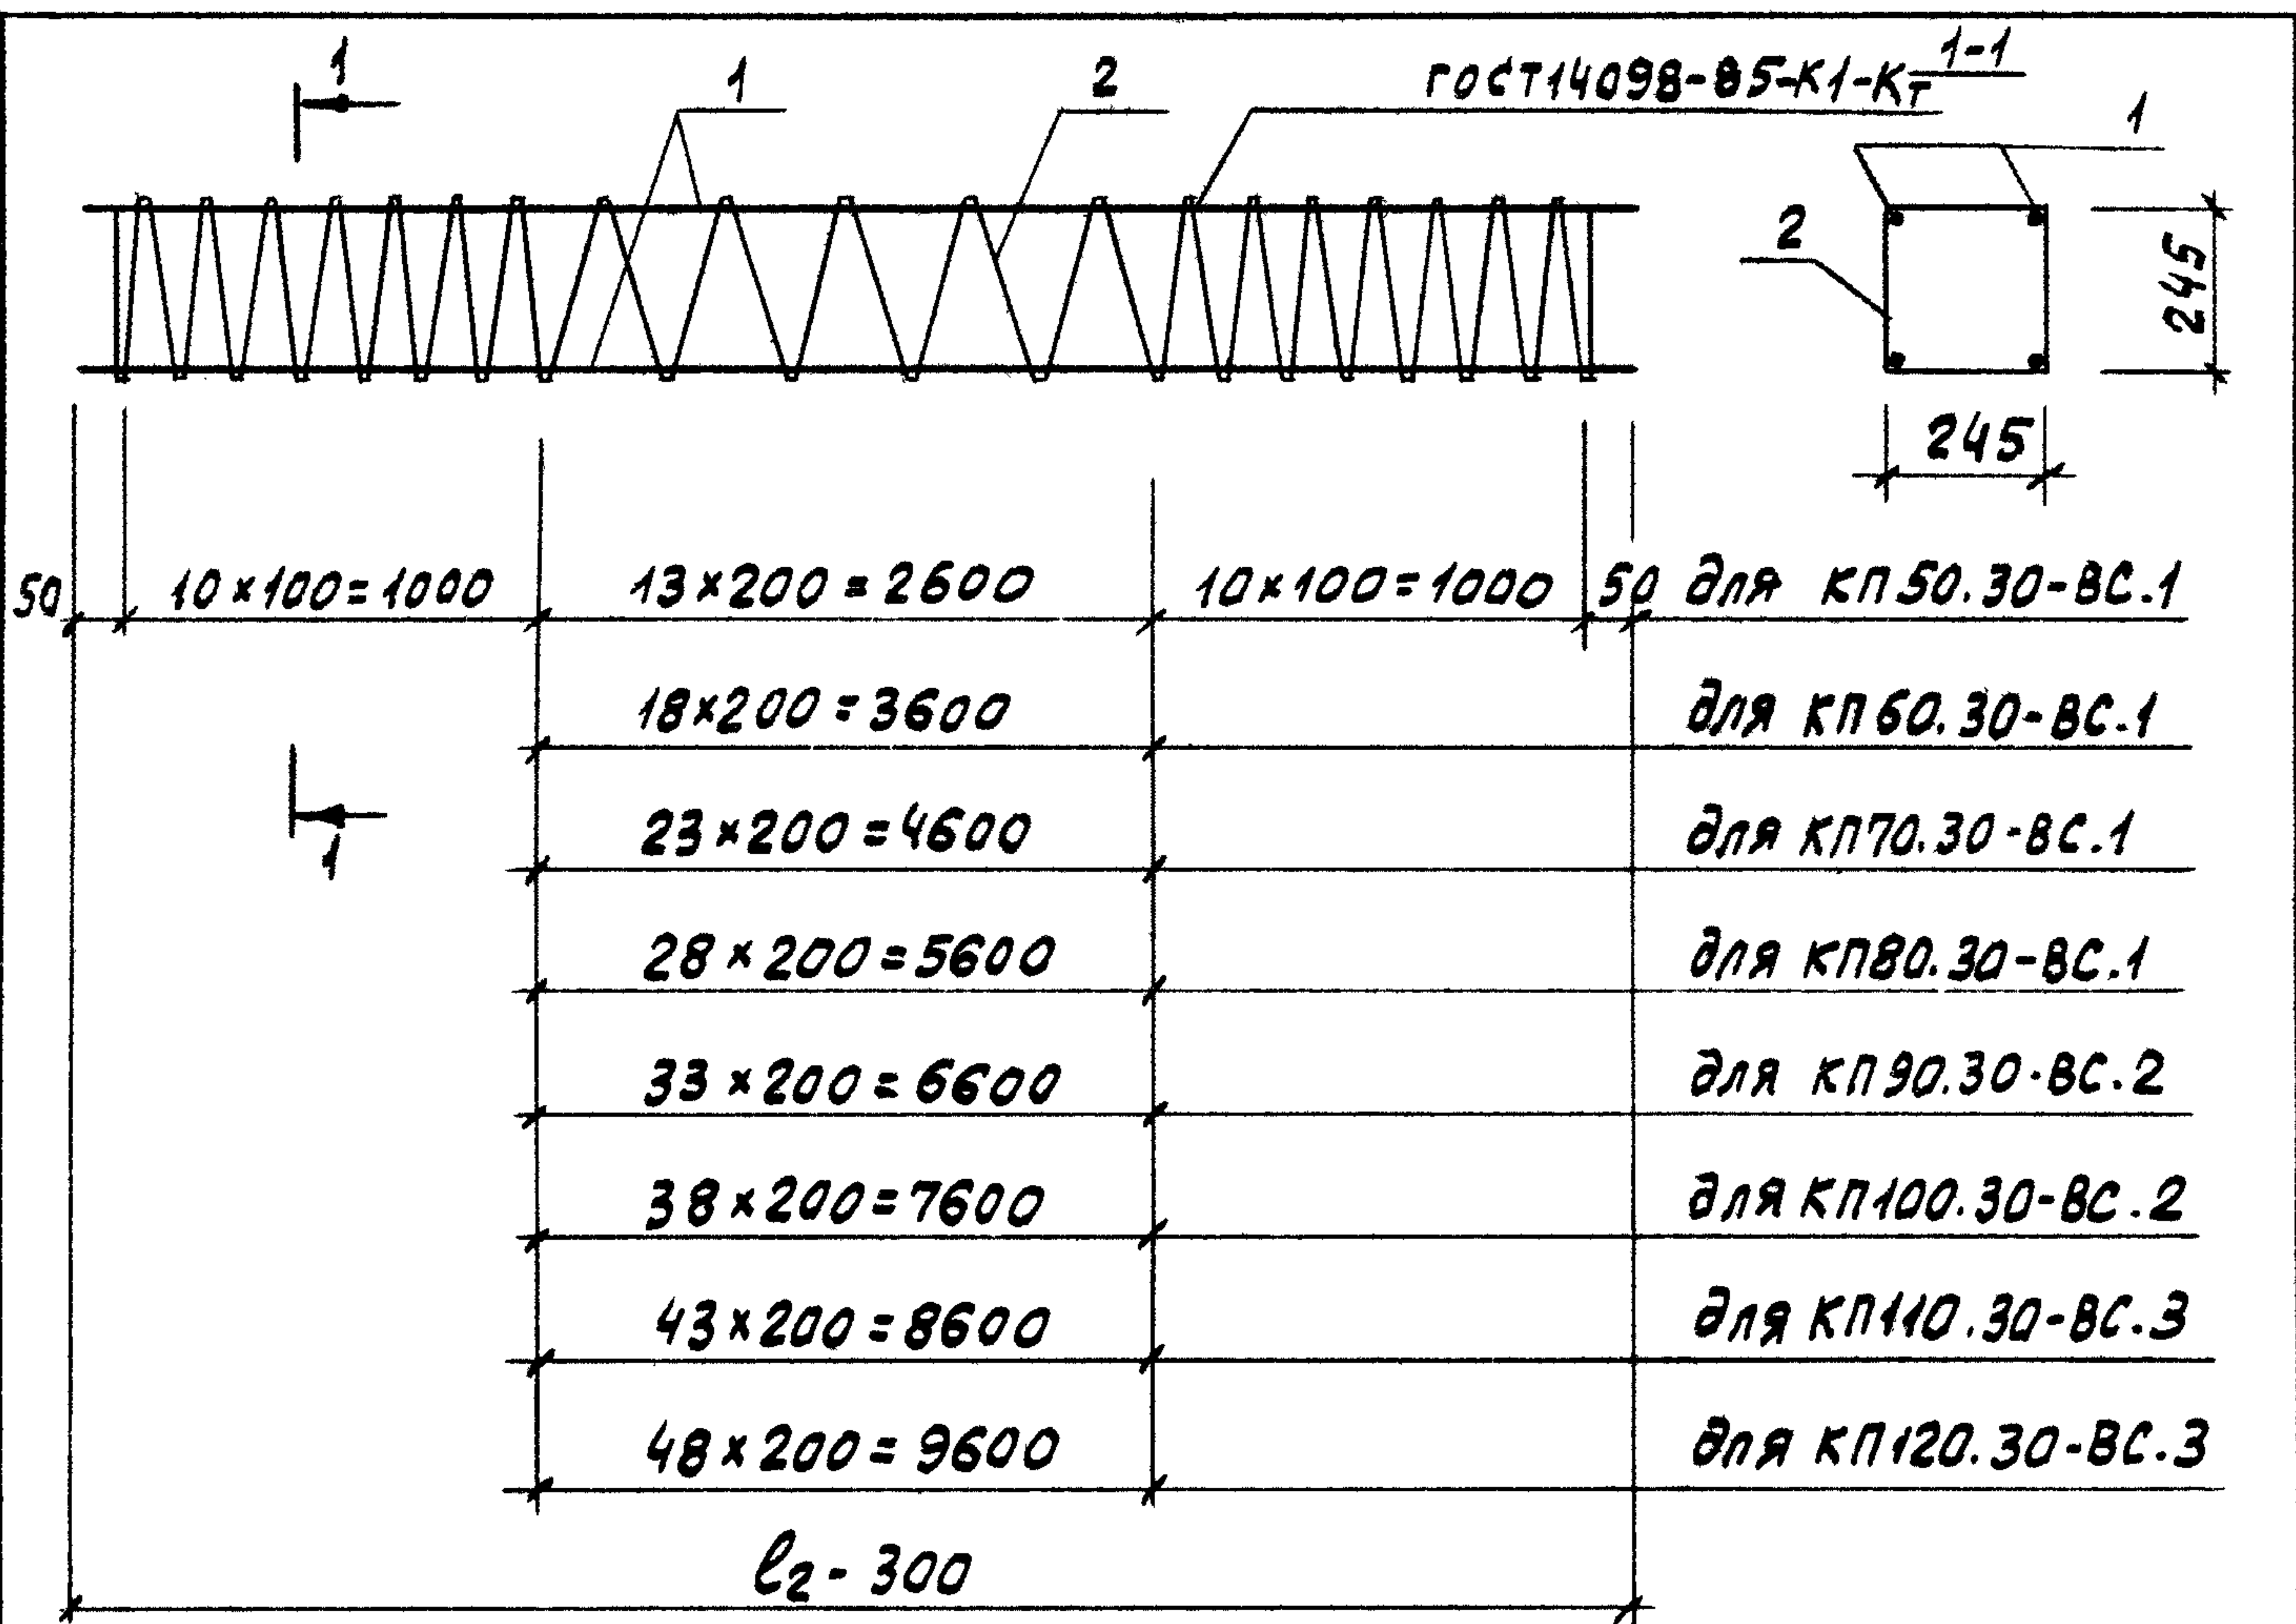 1
1
2
ГОСТ14098-85-К1-Кт
1-1
1
2
245
245
50
10×100=1000
13×200=2600
10×100=1000
50
для КП50.30-ВС.1
18×200=3600
для КП60.30-ВС.1
1
23×200=4600
для КП70.30-ВС.1
28×200=5600
для КП80.30-ВС.1
33×200=6600
для КП90.30-ВС.2
38×200=7600
для КП100.30-ВС.2
43×200=8600
для КП110.30-ВС.3
48×200=9600
для КП120.30-ВС.3
ℓ2-300